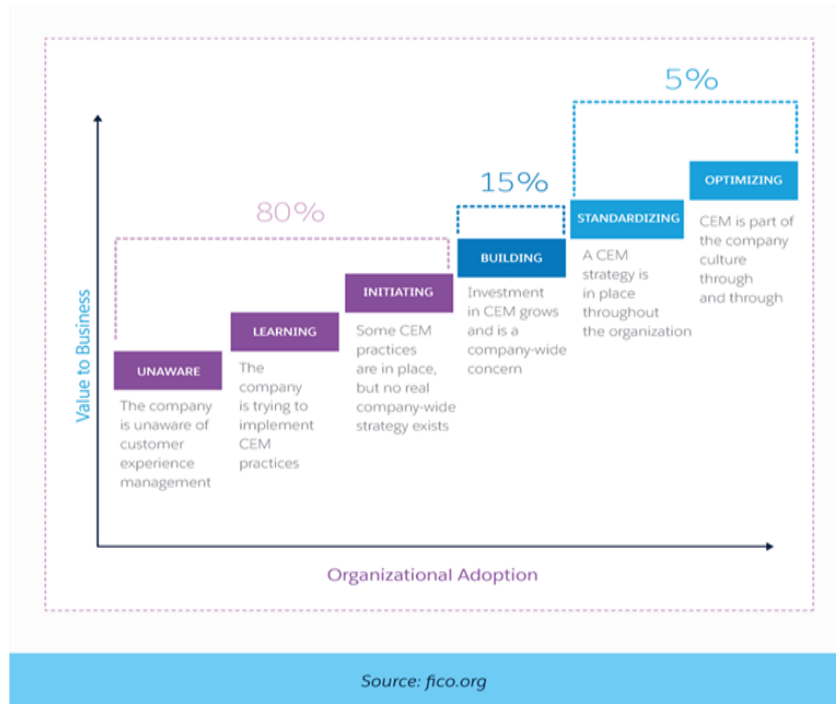 5%
15%
80%
OPTIMIZING
CEM is part of
the company
culture
through
and through
STANDARDIZING
A CEM
strategy is
in place
throughout
the organization
BUILDING
Investment
in CEM grows
and is a
company-wide
concern
INITIATING
Some CEM
practices
are in place,
but no real
company-wide
strategy exists
LEARNING
The
company
is trying to
implement
CEM
practices
UNAWARE
The company
is unaware of
customer
experience
management
Value to Business
Organizational Adoption
Source: fico.org